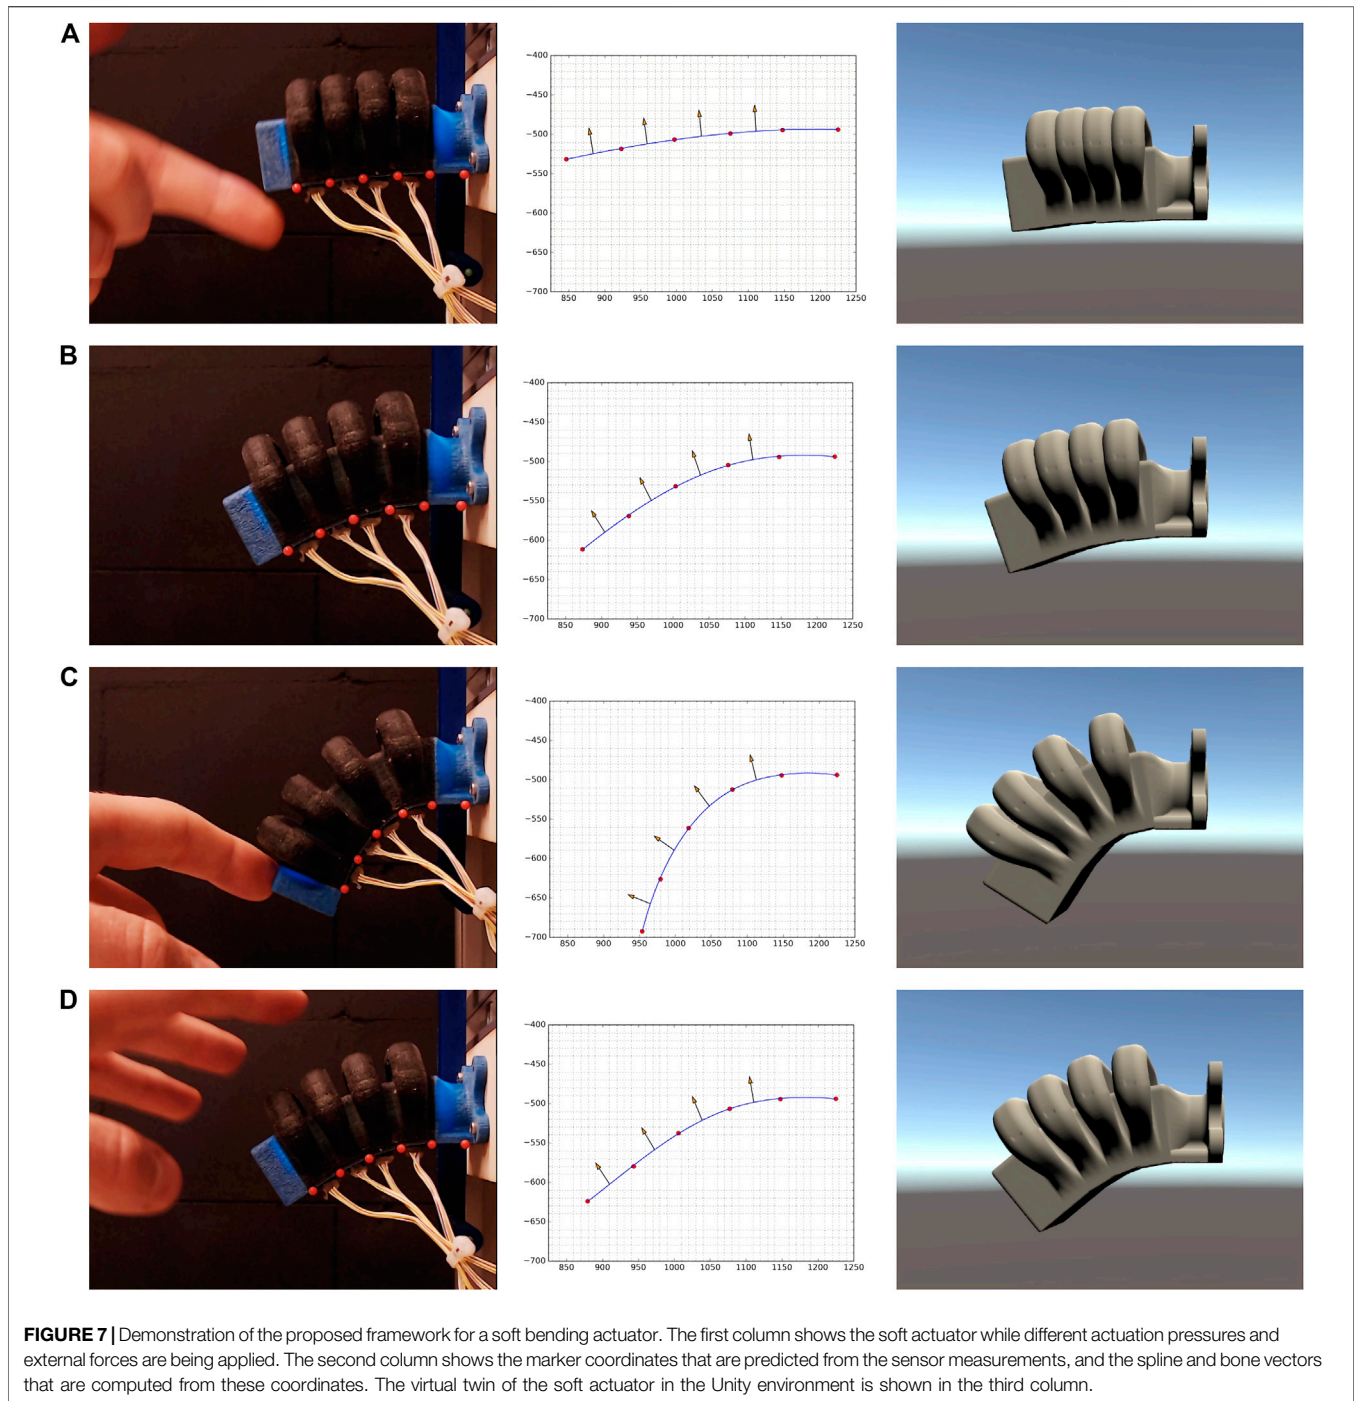 A
−400
−450
−500
−550
−600
−650
−700
850 900 950 1000 1050 1100 1150 1200 1250
B
−400
−450
−500
−550
−600
−650
−700
850 900 950 1000 1050 1100 1150 1200 1250
C
−400
−450
−500
−550
−600
−650
−700
850 900 950 1000 1050 1100 1150 1200 1250
D
−400
−450
−500
−550
−600
−650
−700
850 900 950 1000 1050 1100 1150 1200 1250
FIGURE 7 | Demonstration of the proposed framework for a soft bending actuator. The first column shows the soft actuator while different actuation pressures and
external forces are being applied. The second column shows the marker coordinates that are predicted from the sensor measurements, and the spline and bone vectors
that are computed from these coordinates. The virtual twin of the soft actuator in the Unity environment is shown in the third column.